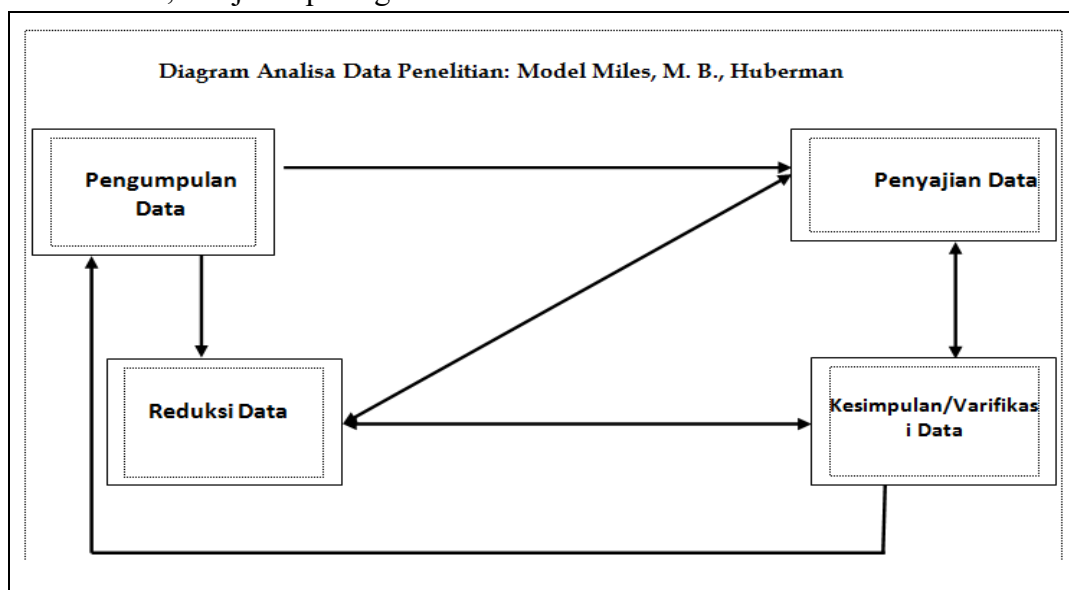 Diagram Analisa Data Penelitian: Model Miles, M. B., Huberman
Pengumpulan
Data
Penyajian Data
Reduksi Data
Kesimpulan/Varifikas
i Data